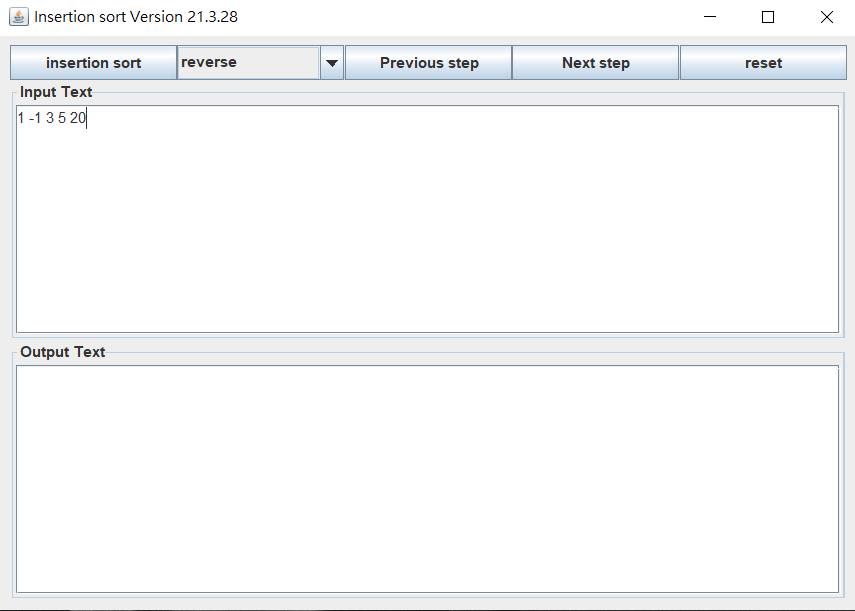 Insertion sort Version 21.3.28
insertion sort reverse Previous step Next step reset
Input Text
1 -1 3 5 20
Output Text